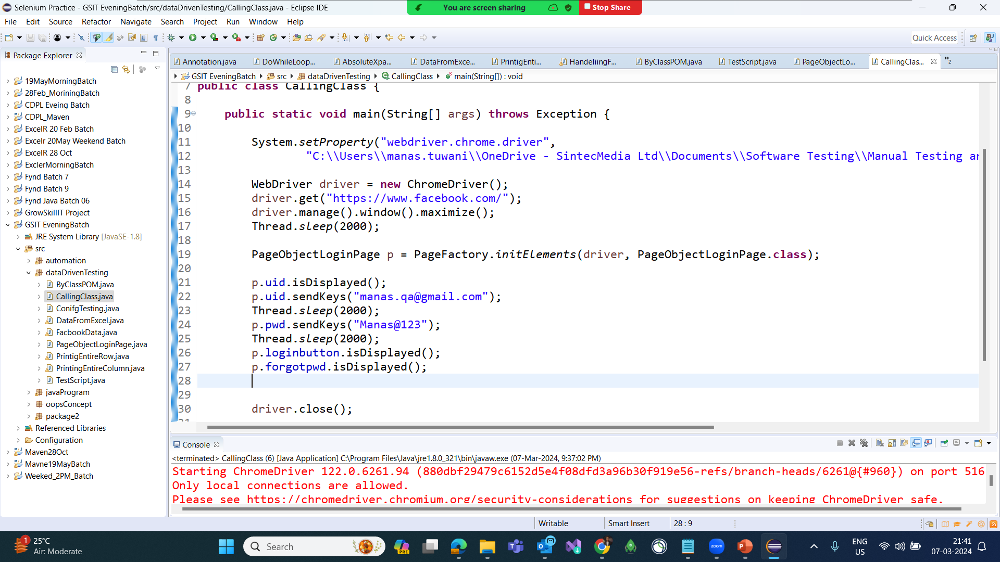 Selenium Practice - GSIT EveningBatch/src/dataDrivenTesting/CallingClass.java - Eclipse IDE
You are screen sharing
Stop Share
File Edit Source Refactor Navigate Search Project Run Window Help
Quick Access
Package Explorer
19MayMorningBatch
28Feb_MoriningBatch
CDPL Eveing Batch
CDPL_Maven
ExcelR 20 Feb Batch
Excelr 20May Weekend Batch
ExcelR 28 Oct
ExclerMorningBatch
Fynd Batch 7
Fynd Batch 9
Fynd Java Batch 06
GrowSkillIT Project
GSIT EveningBatch
JRE System Library [JavaSE-1.8]
src
automation
dataDrivenTesting
ByClassPOM.java
CallingClass.java
ConifgTesting.java
DataFromExcel.java
FacbookData.java
PageObjectLoginPage.java
PrintigEntireRow.java
PrintingEntireColumn.java
TestScript.java
javaProgram
oopsConcept
package2
Referenced Libraries
Configuration
Maven28Oct
Mavne19MayBatch
Weeked_2PM_Batch
Annotation.java DoWhileLoop... AbsoluteXpa... DataFromExce... PrintigEnti... HandeliingF... ByClassPOM.java TestScript.java PageObjectLo... CallingClas... »2
GSIT EveningBatch src dataDrivenTesting CallingClass main(String[]) : void
7 public class CallingClass {
8
9 public static void main(String[] args) throws Exception {
10
11 System.setProperty("webdriver.chrome.driver",
12 "C:\\Users\\manas.tuwani\\OneDrive - SintecMedia Ltd\\Documents\\Software Testing\\Manual Testing an
13
14 WebDriver driver = new ChromeDriver();
15 driver.get("https://www.facebook.com/");
16 driver.manage().window().maximize();
17 Thread.sleep(2000);
18
19 PageObjectLoginPage p = PageFactory.initElements(driver, PageObjectLoginPage.class);
20
21 p.uid.isDisplayed();
22 p.uid.sendKeys("manas.qa@gmail.com");
23 Thread.sleep(2000);
24 p.pwd.sendKeys("Manas@123");
25 Thread.sleep(2000);
26 p.loginbutton.isDisplayed();
27 p.forgotpwd.isDisplayed();
28
29
30 driver.close();
31
Console
<terminated> CallingClass (6) [Java Application] C:\Program Files\Java\jre1.8.0_321\bin\javaw.exe (07-Mar-2024, 9:37:02 PM)
Starting ChromeDriver 122.0.6261.94 (880dbf29479c6152d5e4f08dfd3a96b30f919e56-refs/branch-heads/6261@{#960}) on port 516
Only local connections are allowed.
Please see https://chromedriver.chromium.org/security-considerations for suggestions on keeping ChromeDriver safe.
Writable Smart Insert 28 : 9
1
25°C
Air: Moderate
Search
PRE
zoom
ENG
US
21:41
07-03-2024